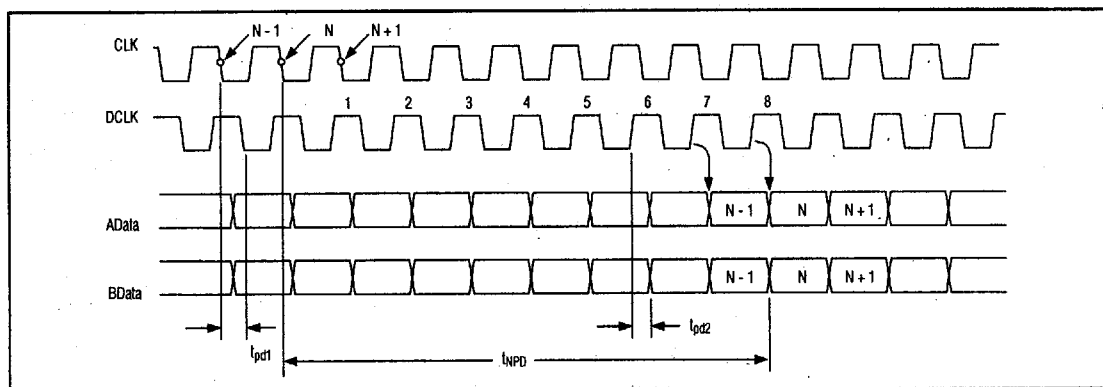 CLK
N - 1
N
N + 1
DCLK
1 2 3 4 5 6 7 8
AData
N - 1 N N + 1
BData
N - 1 N N + 1
tpd1
tpd2
tNPD